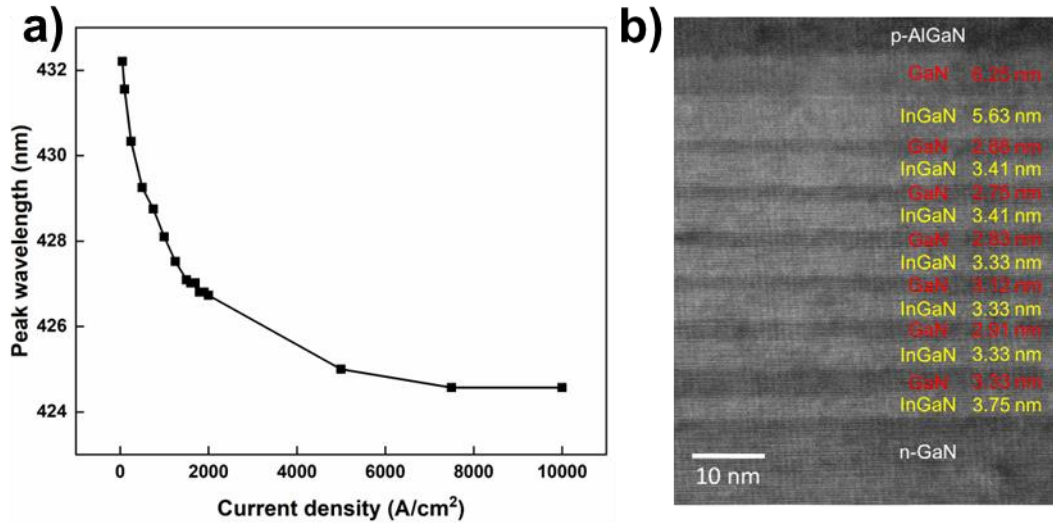 a)
432
430
428
426
424
Peak wavelength (nm)
0 2000 4000 6000 8000 10000
Current density (A/cm²)
b)
p-AlGaN
GaN 6.25 nm
InGaN 5.63 nm
GaN 2.88 nm
InGaN 3.41 nm
GaN 2.75 nm
InGaN 3.41 nm
GaN 2.83 nm
InGaN 3.33 nm
GaN 3.12 nm
InGaN 3.33 nm
GaN 2.91 nm
InGaN 3.33 nm
GaN 3.33 nm
InGaN 3.75 nm
n-GaN
10 nm